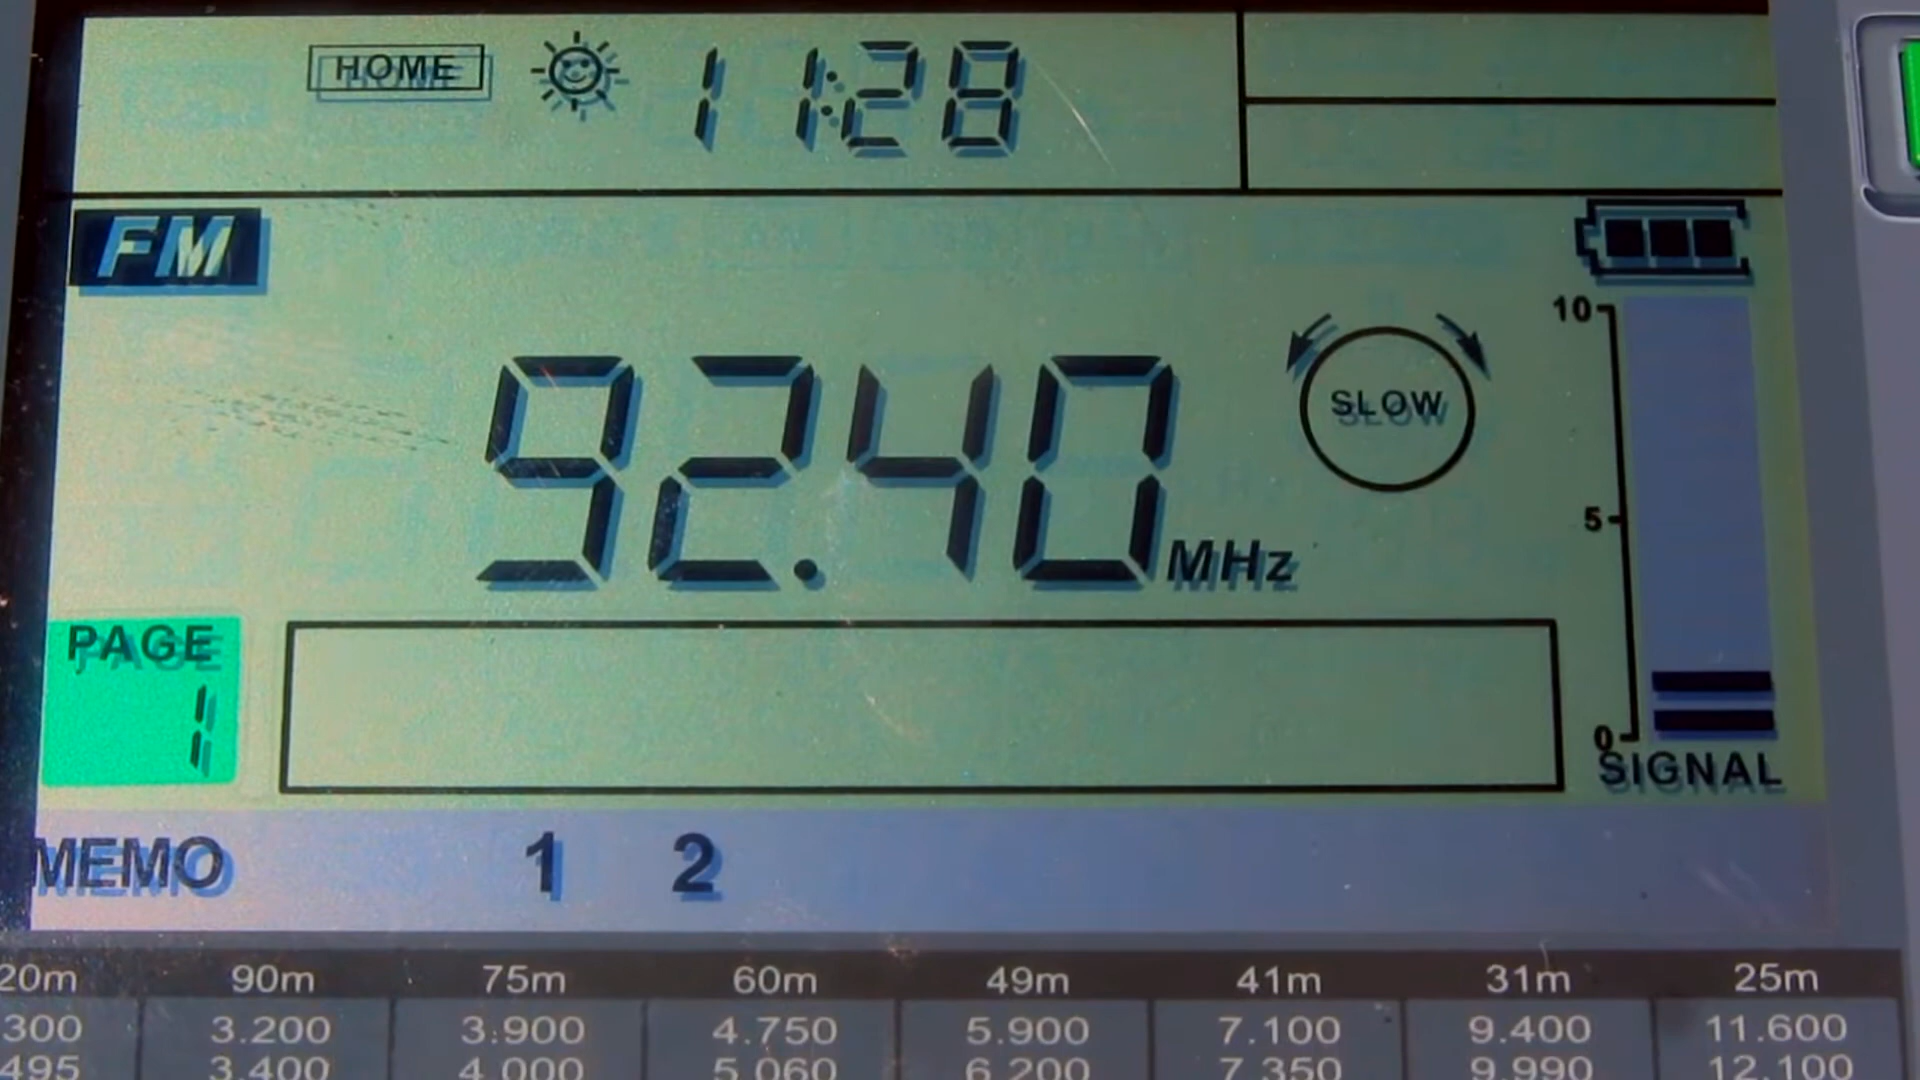 HOME 11:28
FM
10
92.40 MHz SLOW
5
PAGE
1
0
SIGNAL
MEMO 1 2
20m 90m 75m 60m 49m 41m 31m 25m
300 3.200 3.900 4.750 5.900 7.100 9.400 11.600
495 3.400 4.000 5.060 6.200 7.350 9.990 12.100